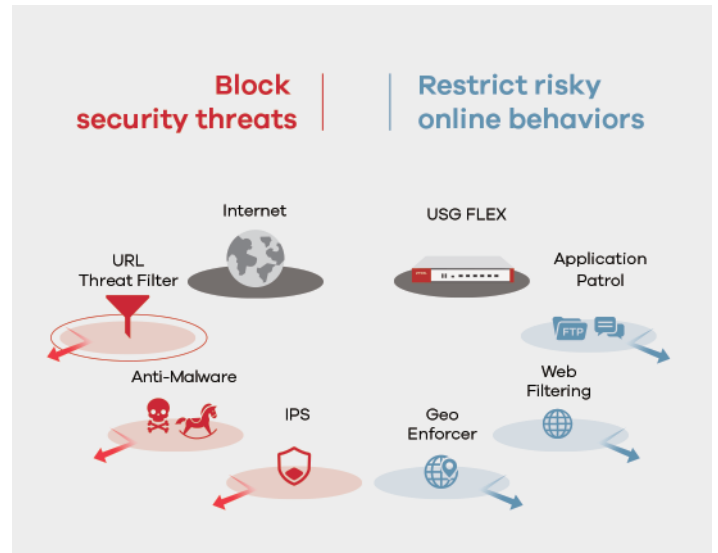 Block
security threats
Restrict risky
online behaviors
Internet
USG FLEX
URL
Threat Filter
Application
Patrol
FTP
Anti-Malware
Web
Filtering
IPS
Geo
Enforcer